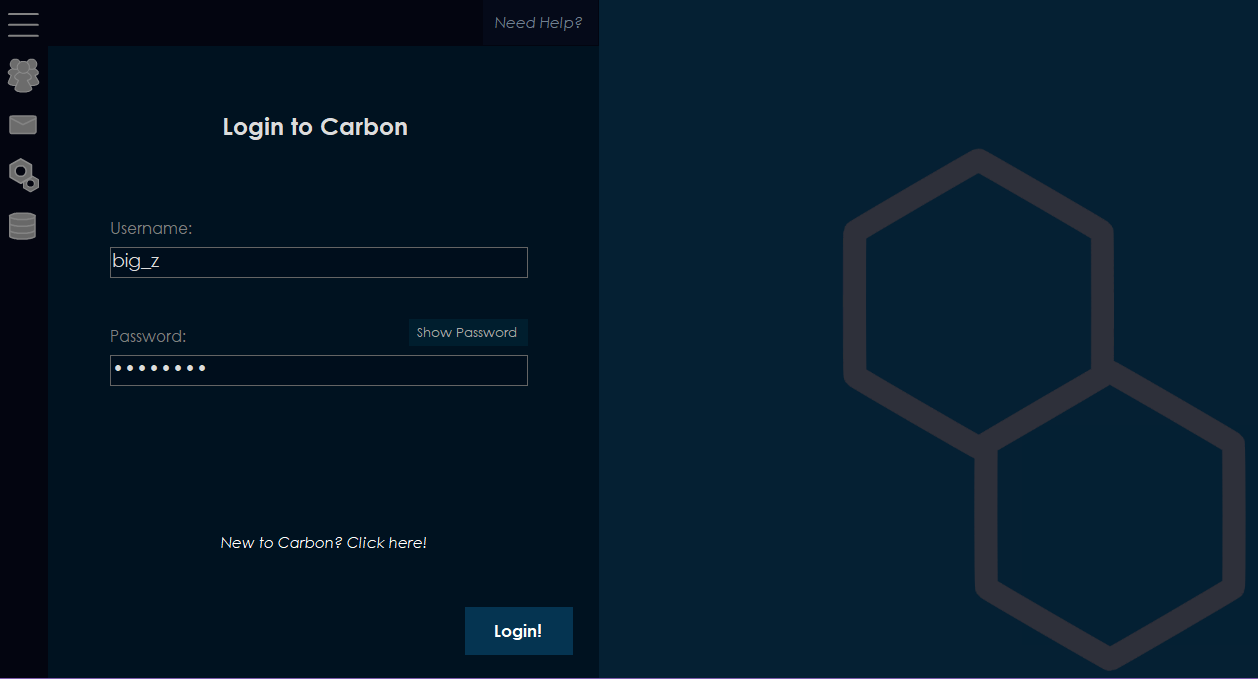 Need Help?
Login to Carbon
Username:
big_z
Password:
Show Password
••••••••
New to Carbon? Click here!
Login!